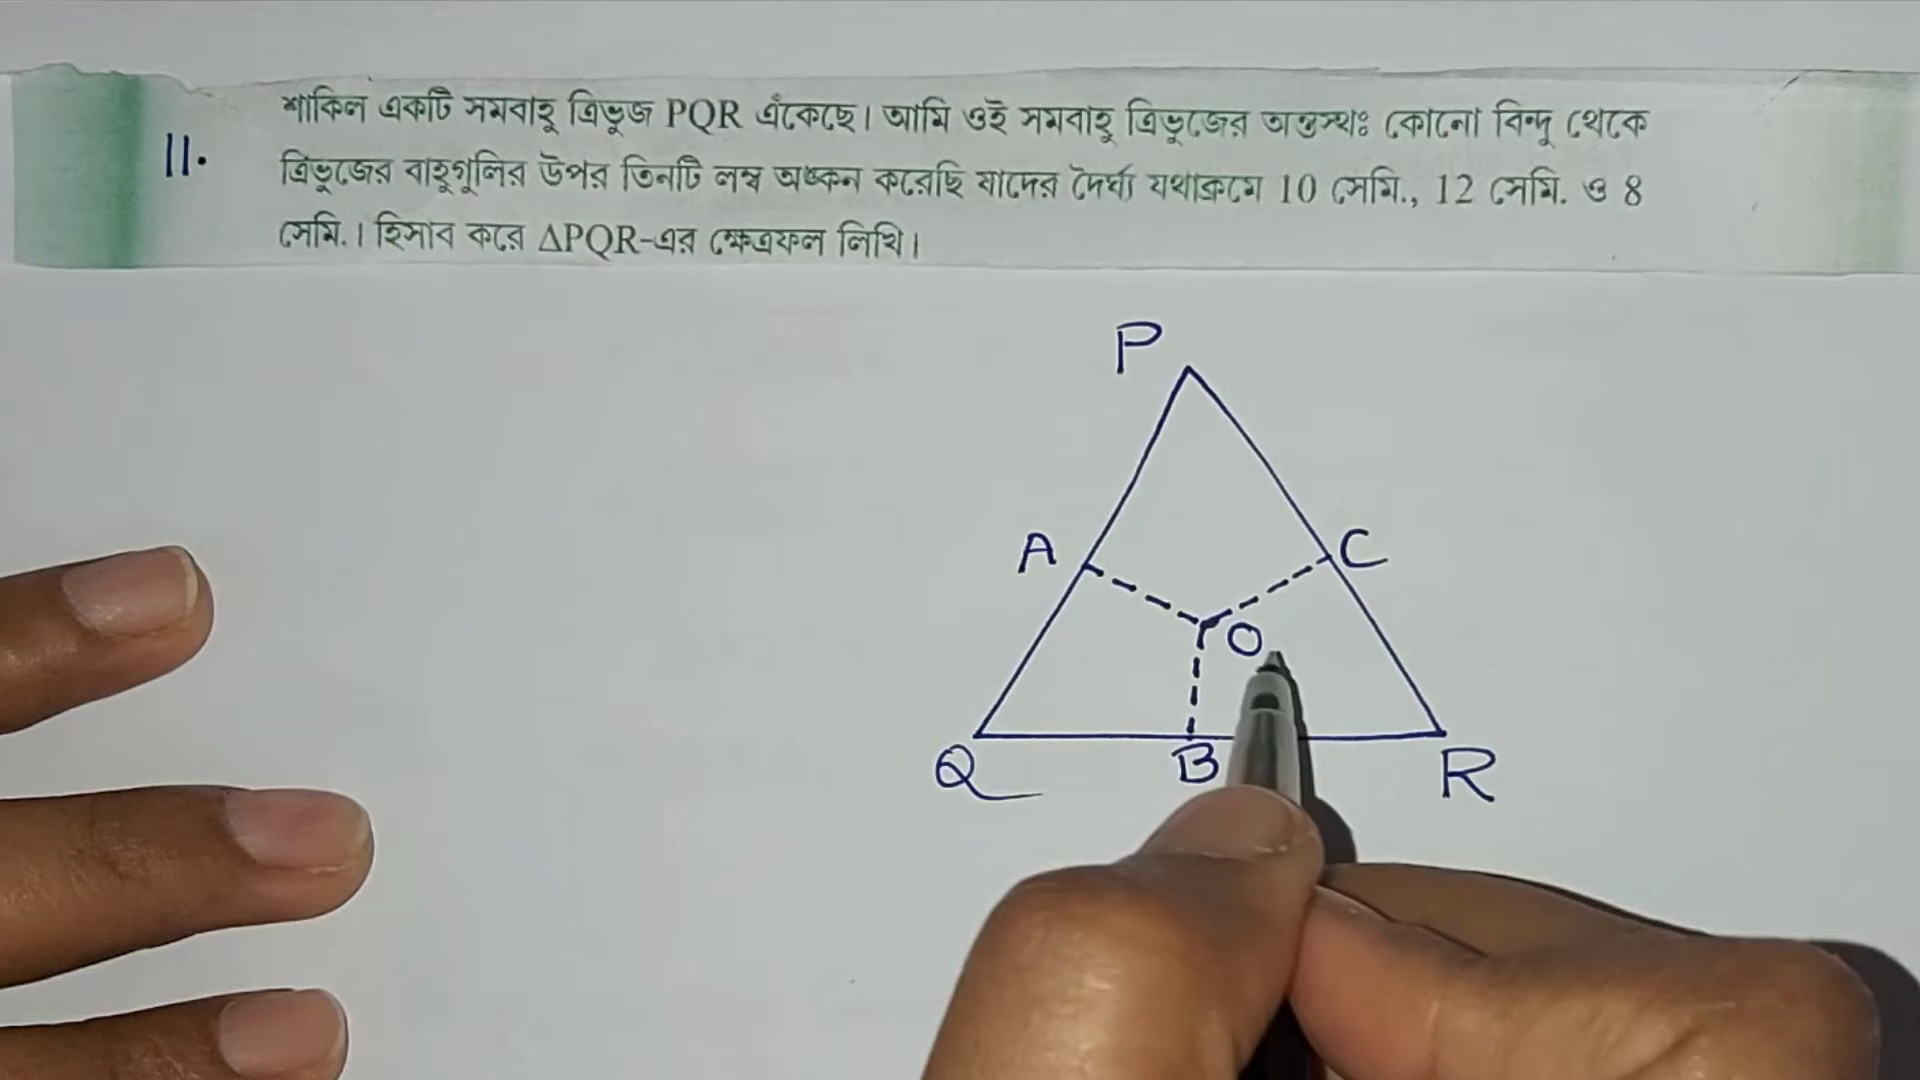 শাকিল একটি সমবাহু ত্রিভুজ PQR এঁকেছে। আমি ওই সমবাহু ত্রিভুজের অন্তস্থঃ কোনো বিন্দু থেকে
11. ত্রিভুজের বাহুগুলির উপর তিনটি লম্ব অঙ্কন করেছি যাদের দৈর্ঘ্য যথাক্রমে 10 সেমি., 12 সেমি. ও 8
সেমি.। হিসাব করে ΔPQR-এর ক্ষেত্রফল লিখি।
P
A C
O
Q B R